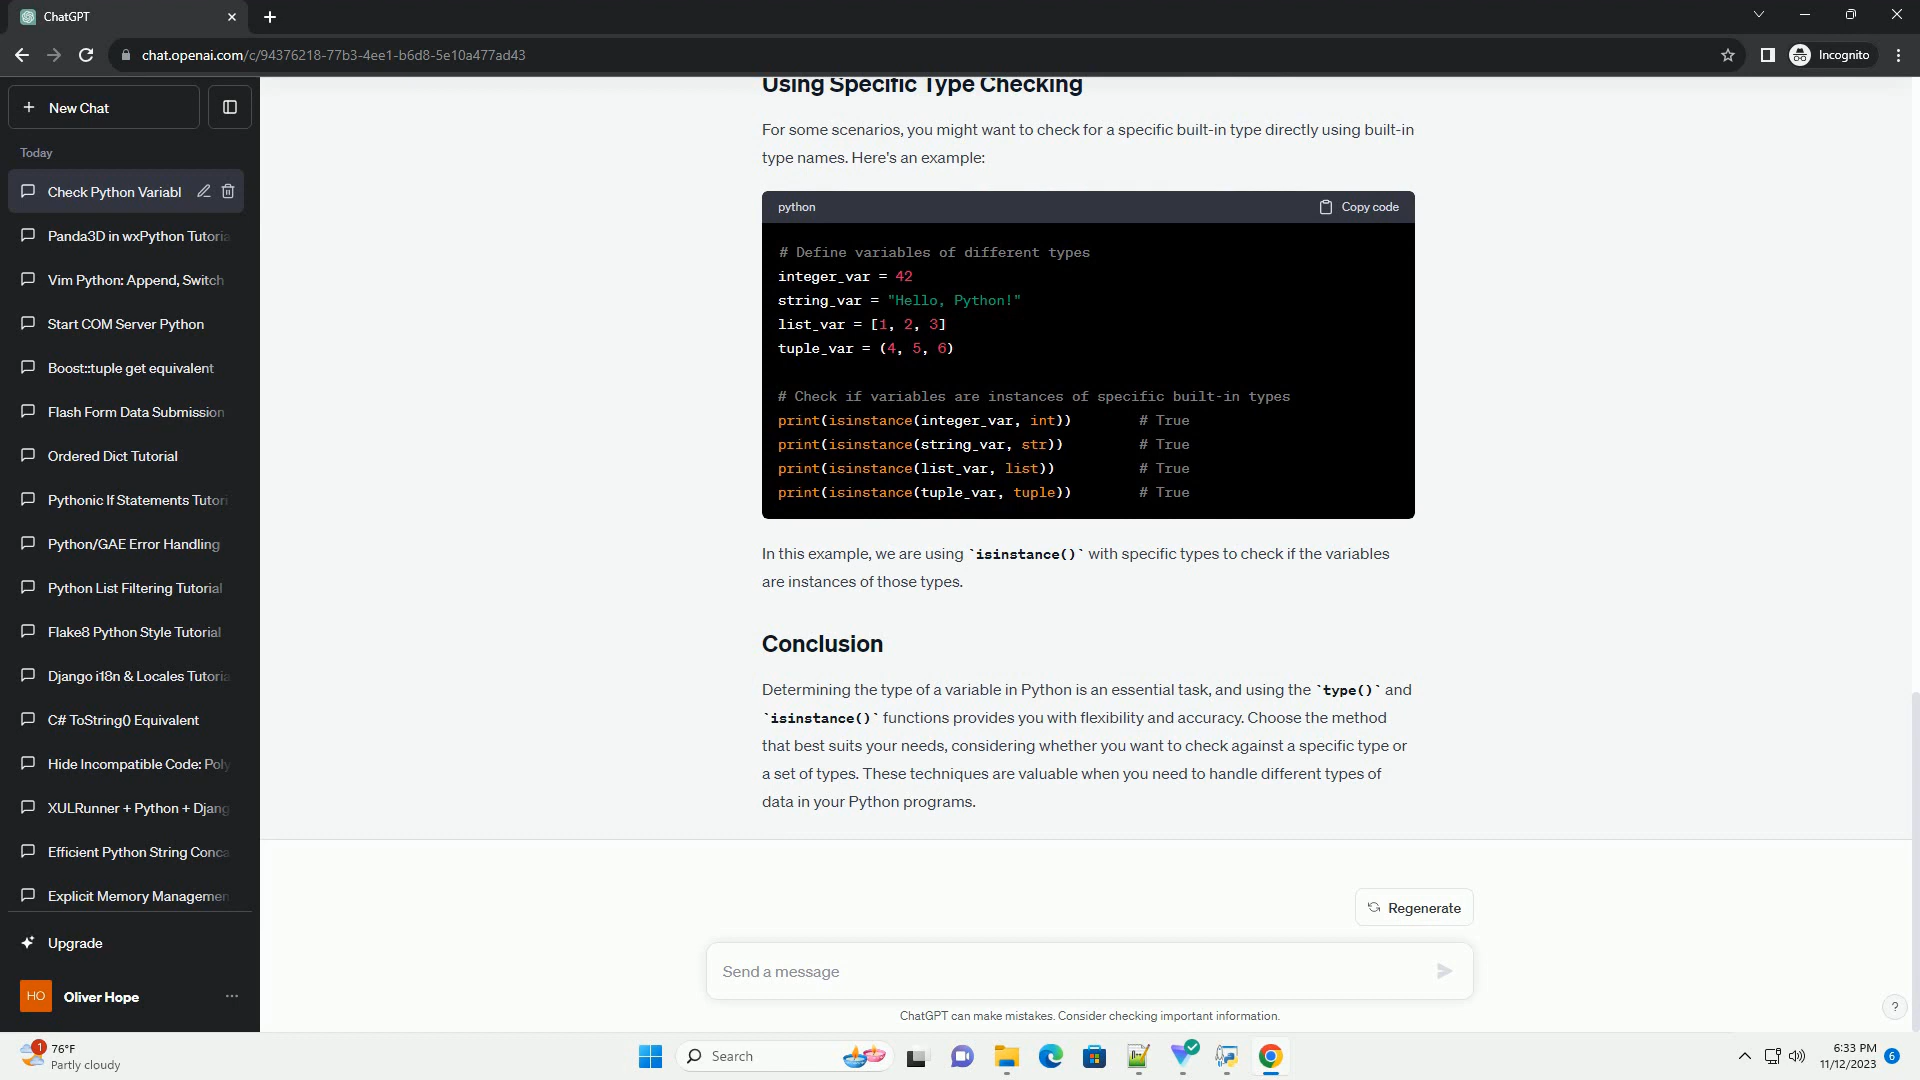 ChatGPT
chat.openai.com/c/94376218-77b3-4ee1-b6d8-5e10a477ad43
Incognito
New Chat
Today
Check Python Variabl
Panda3D in wxPython Tutoria
Vim Python: Append, Switch
Start COM Server Python
Boost::tuple get equivalent
Flash Form Data Submission
Ordered Dict Tutorial
Pythonic If Statements Tutori
Python/GAE Error Handling
Python List Filtering Tutorial
Flake8 Python Style Tutorial
Django i18n & Locales Tutoria
C# ToString() Equivalent
Hide Incompatible Code: Poly
XULRunner + Python + Djang
Efficient Python String Conca
Explicit Memory Managemen
Upgrade
HO
Oliver Hope
Using Specific Type Checking
For some scenarios, you might want to check for a specific built-in type directly using built-in
type names. Here's an example:
python
Copy code
# Define variables of different types
integer_var = 42
string_var = "Hello, Python!"
list_var = [1, 2, 3]
tuple_var = (4, 5, 6)
# Check if variables are instances of specific built-in types
print(isinstance(integer_var, int))        # True
print(isinstance(string_var, str))         # True
print(isinstance(list_var, list))          # True
print(isinstance(tuple_var, tuple))        # True
In this example, we are using `isinstance()` with specific types to check if the variables
are instances of those types.
Conclusion
Determining the type of a variable in Python is an essential task, and using the `type()` and
`isinstance()` functions provides you with flexibility and accuracy. Choose the method
that best suits your needs, considering whether you want to check against a specific type or
a set of types. These techniques are valuable when you need to handle different types of
data in your Python programs.
Regenerate
Send a message
ChatGPT can make mistakes. Consider checking important information.
?
1
76°F
Partly cloudy
Search
6:33 PM
11/12/2023
6